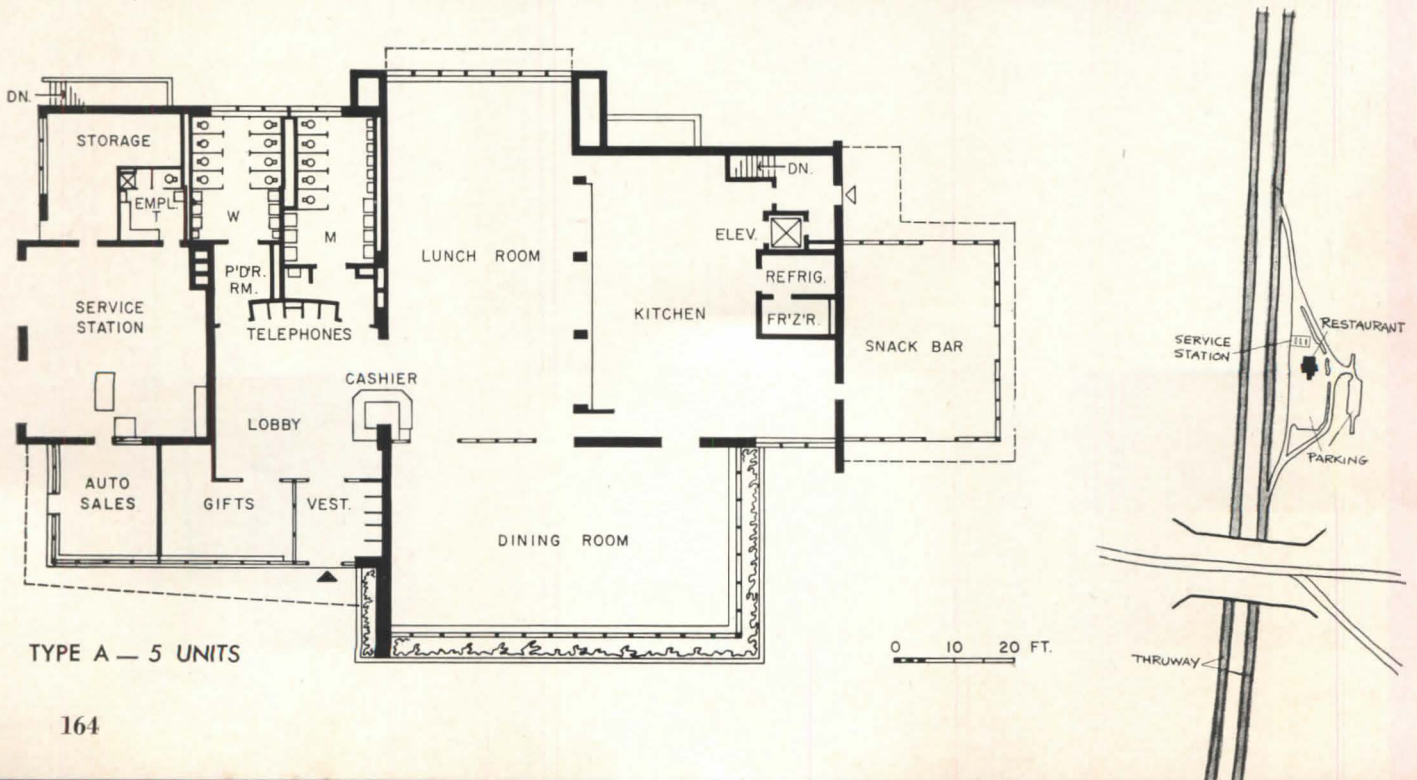 DN.
STORAGE
EMPL.
T
W
M
P'D'R.
RM.
TELEPHONES
SERVICE
STATION
LUNCH ROOM
CASHIER
LOBBY
AUTO
SALES
GIFTS
VEST.
DINING ROOM
KITCHEN
DN.
ELEV.
REFRIG.
FR'Z'R.
SNACK BAR
TYPE A — 5 UNITS
0 10 20 FT.
SERVICE
STATION
RESTAURANT
PARKING
THRUWAY
164